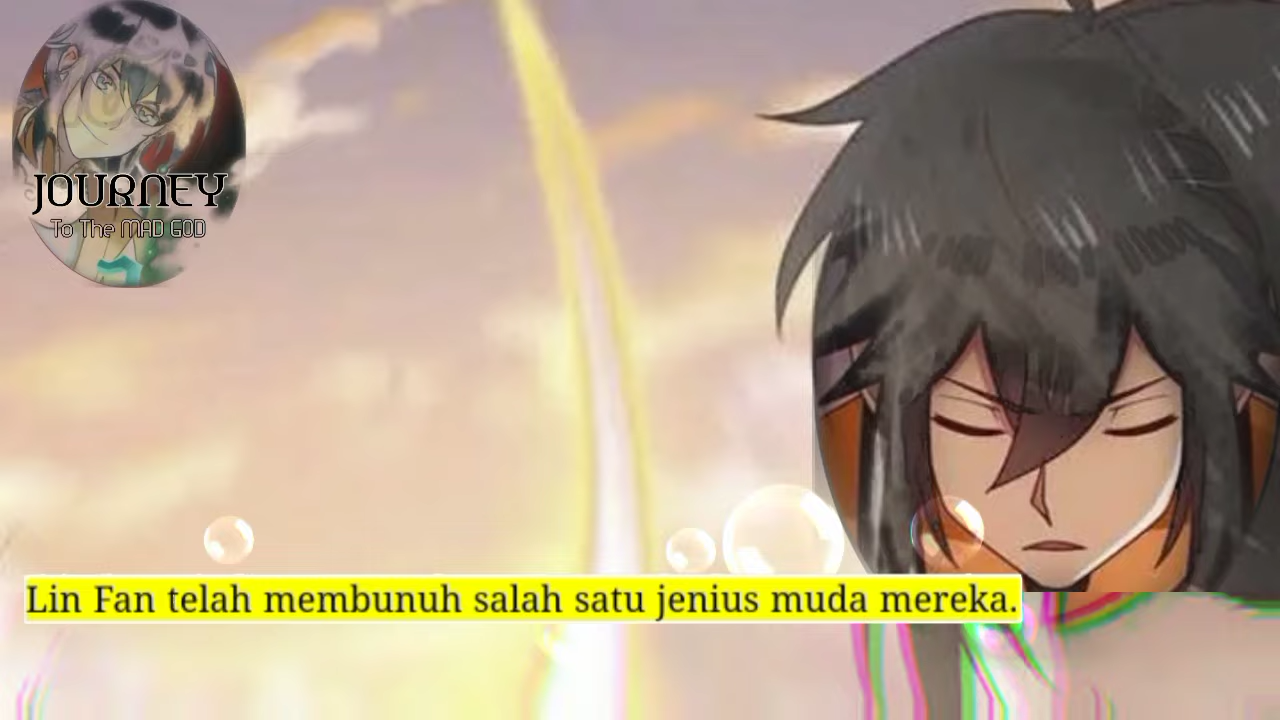 JOURNEY
To The MAD GOD
Lin Fan telah membunuh salah satu jenius muda mereka.